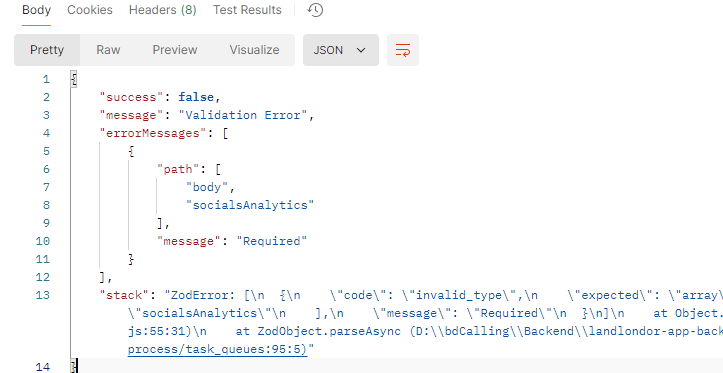 Body Cookies Headers (8) Test Results
Pretty Raw Preview Visualize JSON
1 {
2 "success": false,
3 "message": "Validation Error",
4 "errorMessages": [
5 {
6 "path": [
7 "body",
8 "socialsAnalytics"
9 ],
10 "message": "Required"
11 }
12 ],
13 "stack": "ZodError: [\n  {\n    \"code\": \"invalid_type\",\n    \"expected\": \"array\
\"socialsAnalytics\"\n    ],\n    \"message\": \"Required\"\n  }\n]\n    at Object.
js:55:31)\n    at ZodObject.parseAsync (D:\\bdCalling\\Backend\\landlondor-app-back
process/task_queues:95:5)"
14 }